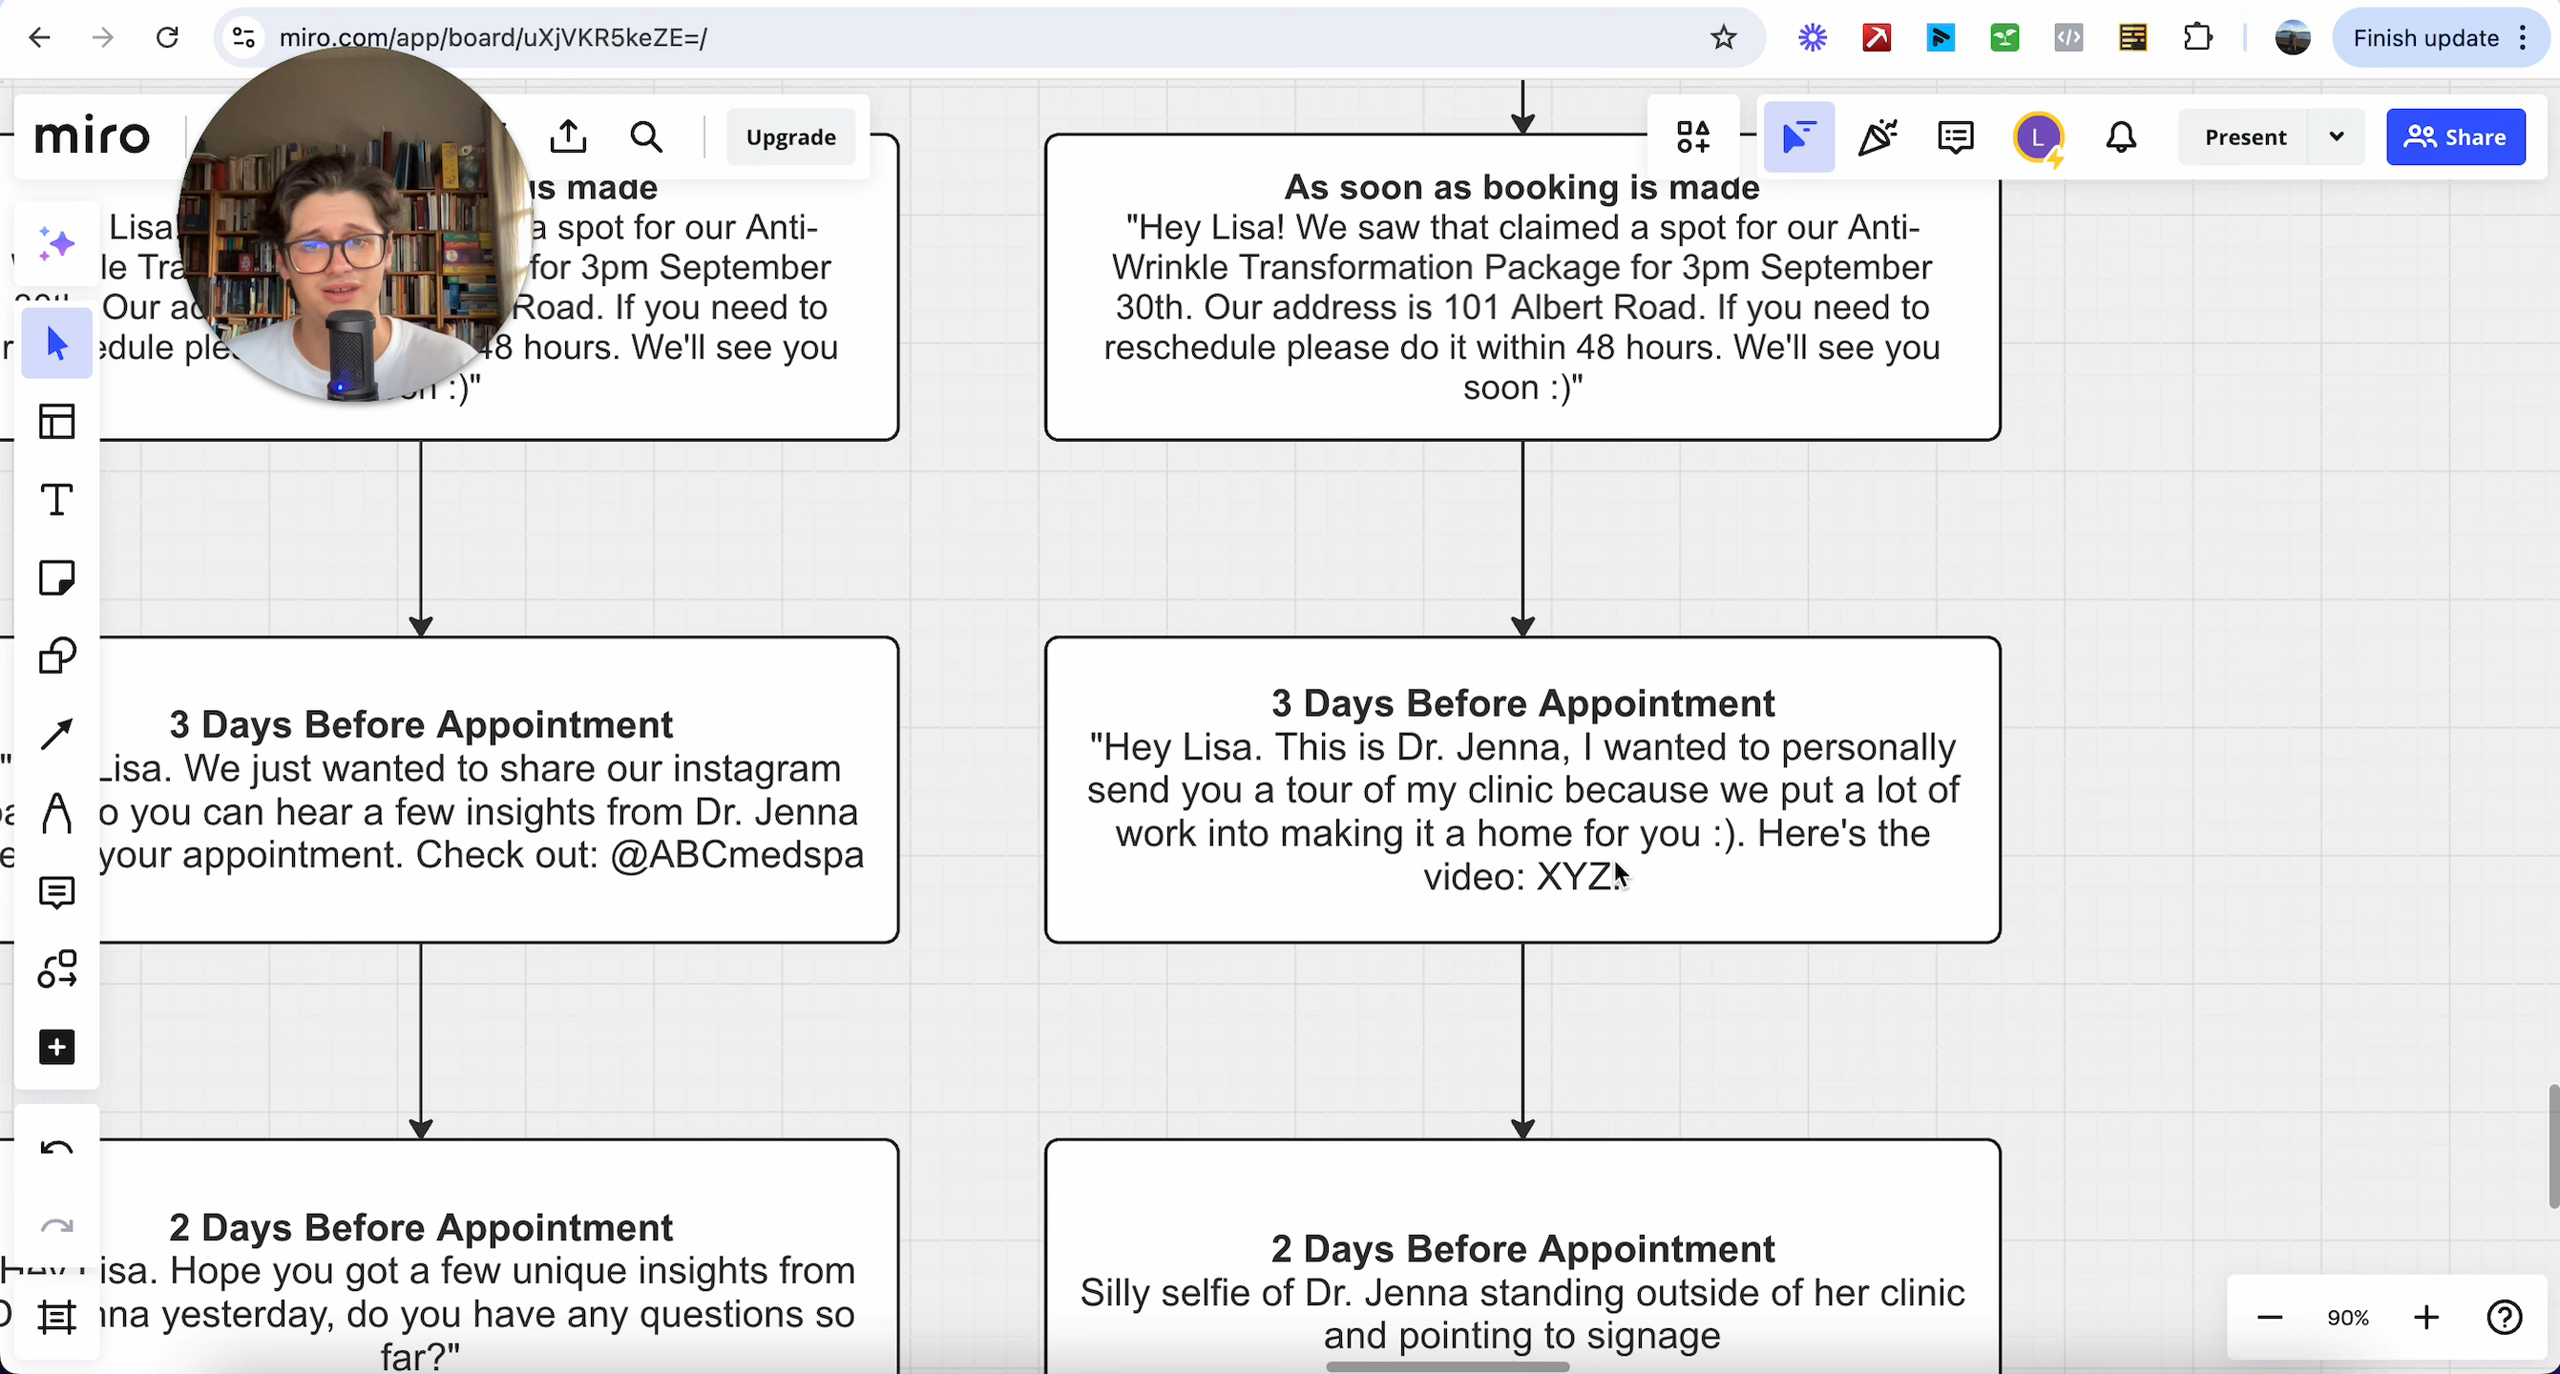 miro.com/app/board/uXjVKR5keZE=/
Finish update
miro
Upgrade
L
Present
Share
is made
Lisa
a spot for our Anti-
le Tra
for 3pm September
Our ad
Road. If you need to
edule ple
48 hours. We'll see you
:)"
3 Days Before Appointment
Lisa. We just wanted to share our instagram
o you can hear a few insights from Dr. Jenna
your appointment. Check out: @ABCmedspa
2 Days Before Appointment
isa. Hope you got a few unique insights from
nna yesterday, do you have any questions so
far?"
As soon as booking is made
"Hey Lisa! We saw that claimed a spot for our Anti-
Wrinkle Transformation Package for 3pm September
30th. Our address is 101 Albert Road. If you need to
reschedule please do it within 48 hours. We'll see you
soon :)"
3 Days Before Appointment
"Hey Lisa. This is Dr. Jenna, I wanted to personally
send you a tour of my clinic because we put a lot of
work into making it a home for you :). Here's the
video: XYZ.
2 Days Before Appointment
Silly selfie of Dr. Jenna standing outside of her clinic
and pointing to signage
90%